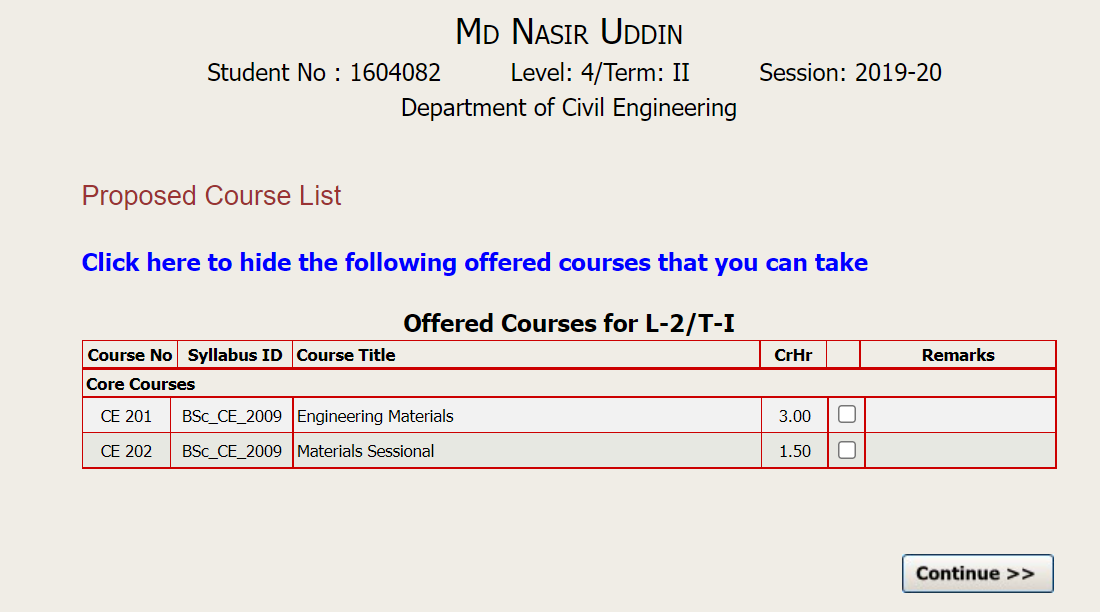 Md Nasir Uddin
Student No : 1604082 Level: 4/Term: II Session: 2019-20
Department of Civil Engineering
Proposed Course List
Click here to hide the following offered courses that you can take
Offered Courses for L-2/T-I
Course No Syllabus ID Course Title CrHr Remarks
Core Courses
CE 201 BSc_CE_2009 Engineering Materials 3.00
CE 202 BSc_CE_2009 Materials Sessional 1.50
Continue >>